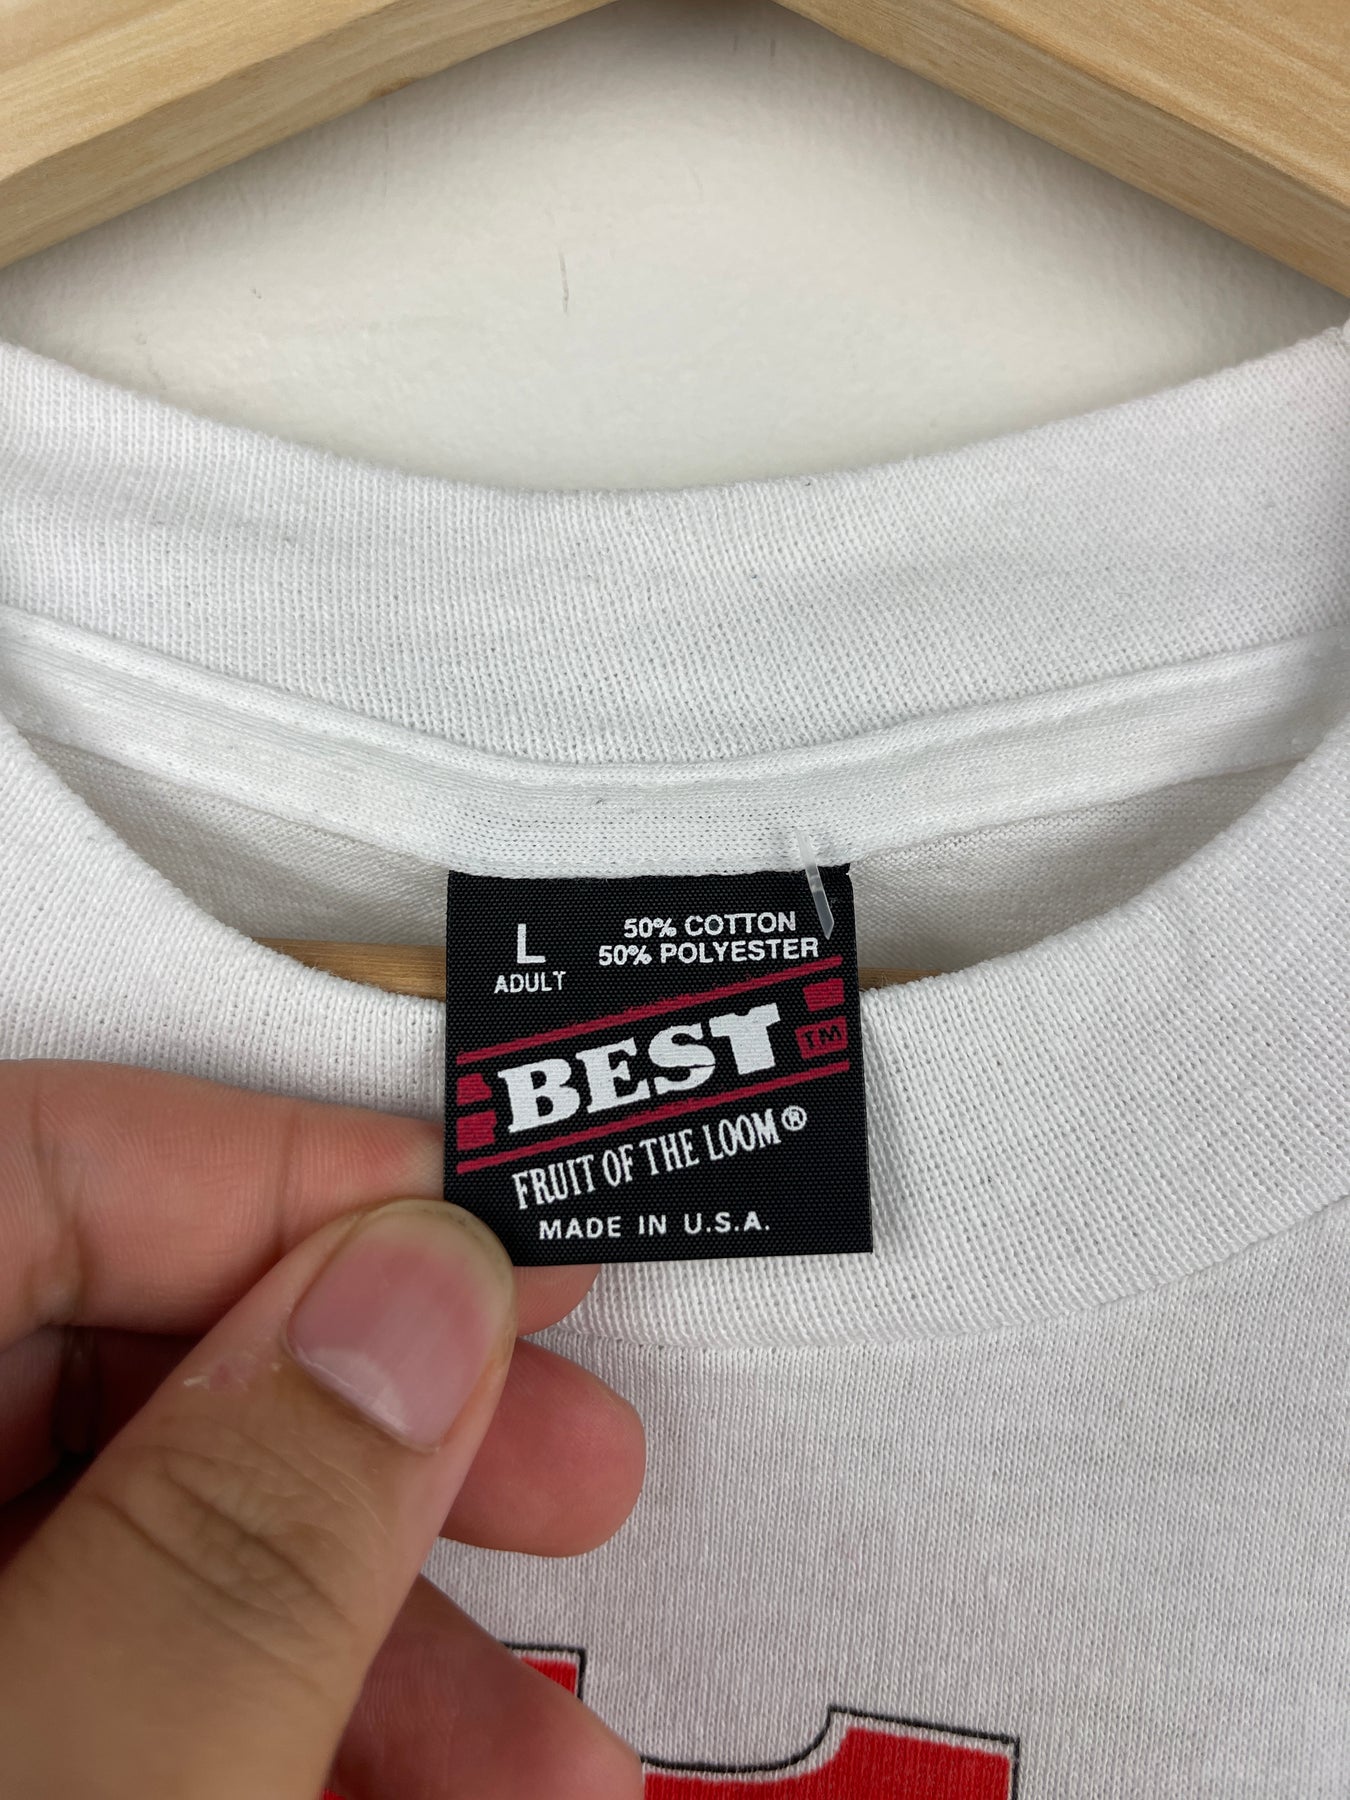 L
ADULT
50% COTTON
50% POLYESTER
BEST
TM
FRUIT OF THE LOOM®
MADE IN U.S.A.